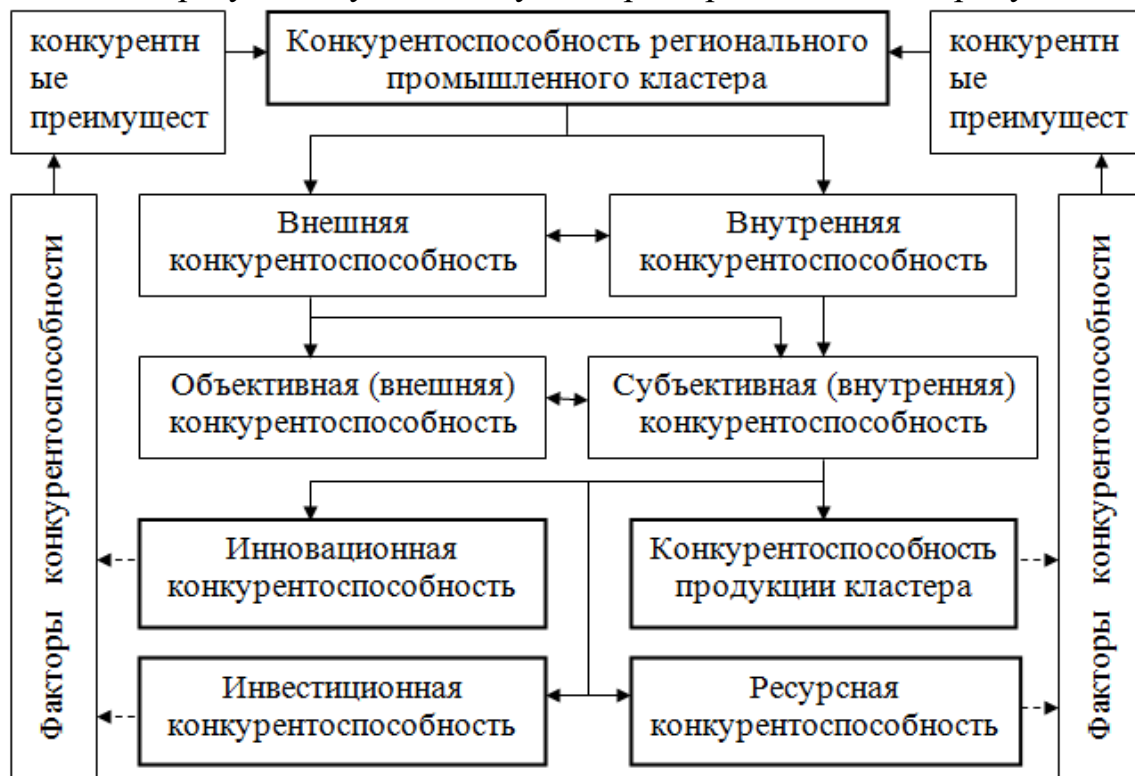 конкурентн
ые
преимущест
Конкурентоспособность регионального
промышленного кластера
конкурентн
ые
преимущест
Внешняя
конкурентоспособность
Внутренняя
конкурентоспособность
Объективная (внешняя)
конкурентоспособность
Субъективная (внутренняя)
конкурентоспособность
Инновационная
конкурентоспособность
Конкурентоспособность
продукции кластера
Инвестиционная
конкурентоспособность
Ресурсная
конкурентоспособность
Факторы конкурентоспособности
Факторы конкурентоспособности